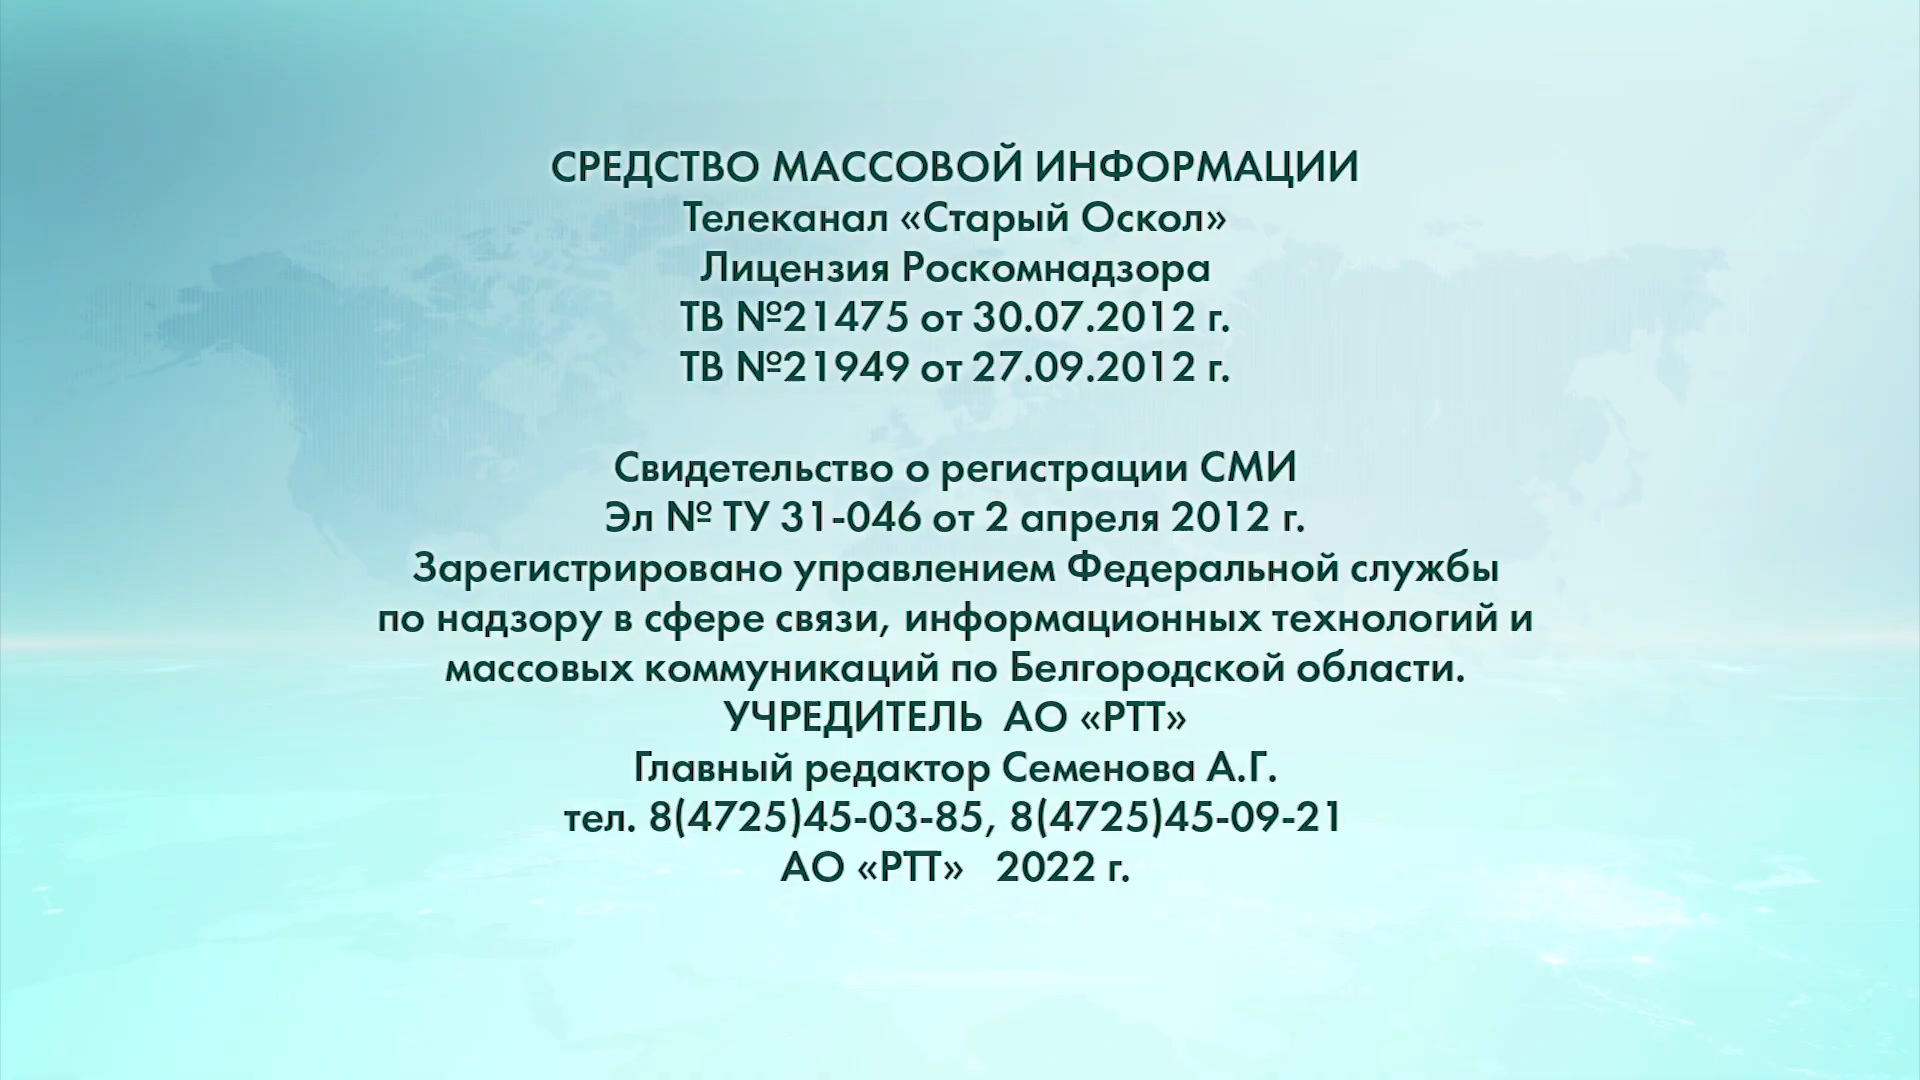 СРЕДСТВО МАССОВОЙ ИНФОРМАЦИИ
Телеканал «Старый Оскол»
Лицензия Роскомнадзора
ТВ №21475 от 30.07.2012 г.
ТВ №21949 от 27.09.2012 г.
Свидетельство о регистрации СМИ
Эл № ТУ 31-046 от 2 апреля 2012 г.
Зарегистрировано управлением Федеральной службы
по надзору в сфере связи, информационных технологий и
массовых коммуникаций по Белгородской области.
УЧРЕДИТЕЛЬ АО «РТТ»
Главный редактор Семенова А.Г.
тел. 8(4725)45-03-85, 8(4725)45-09-21
АО «РТТ» 2022 г.